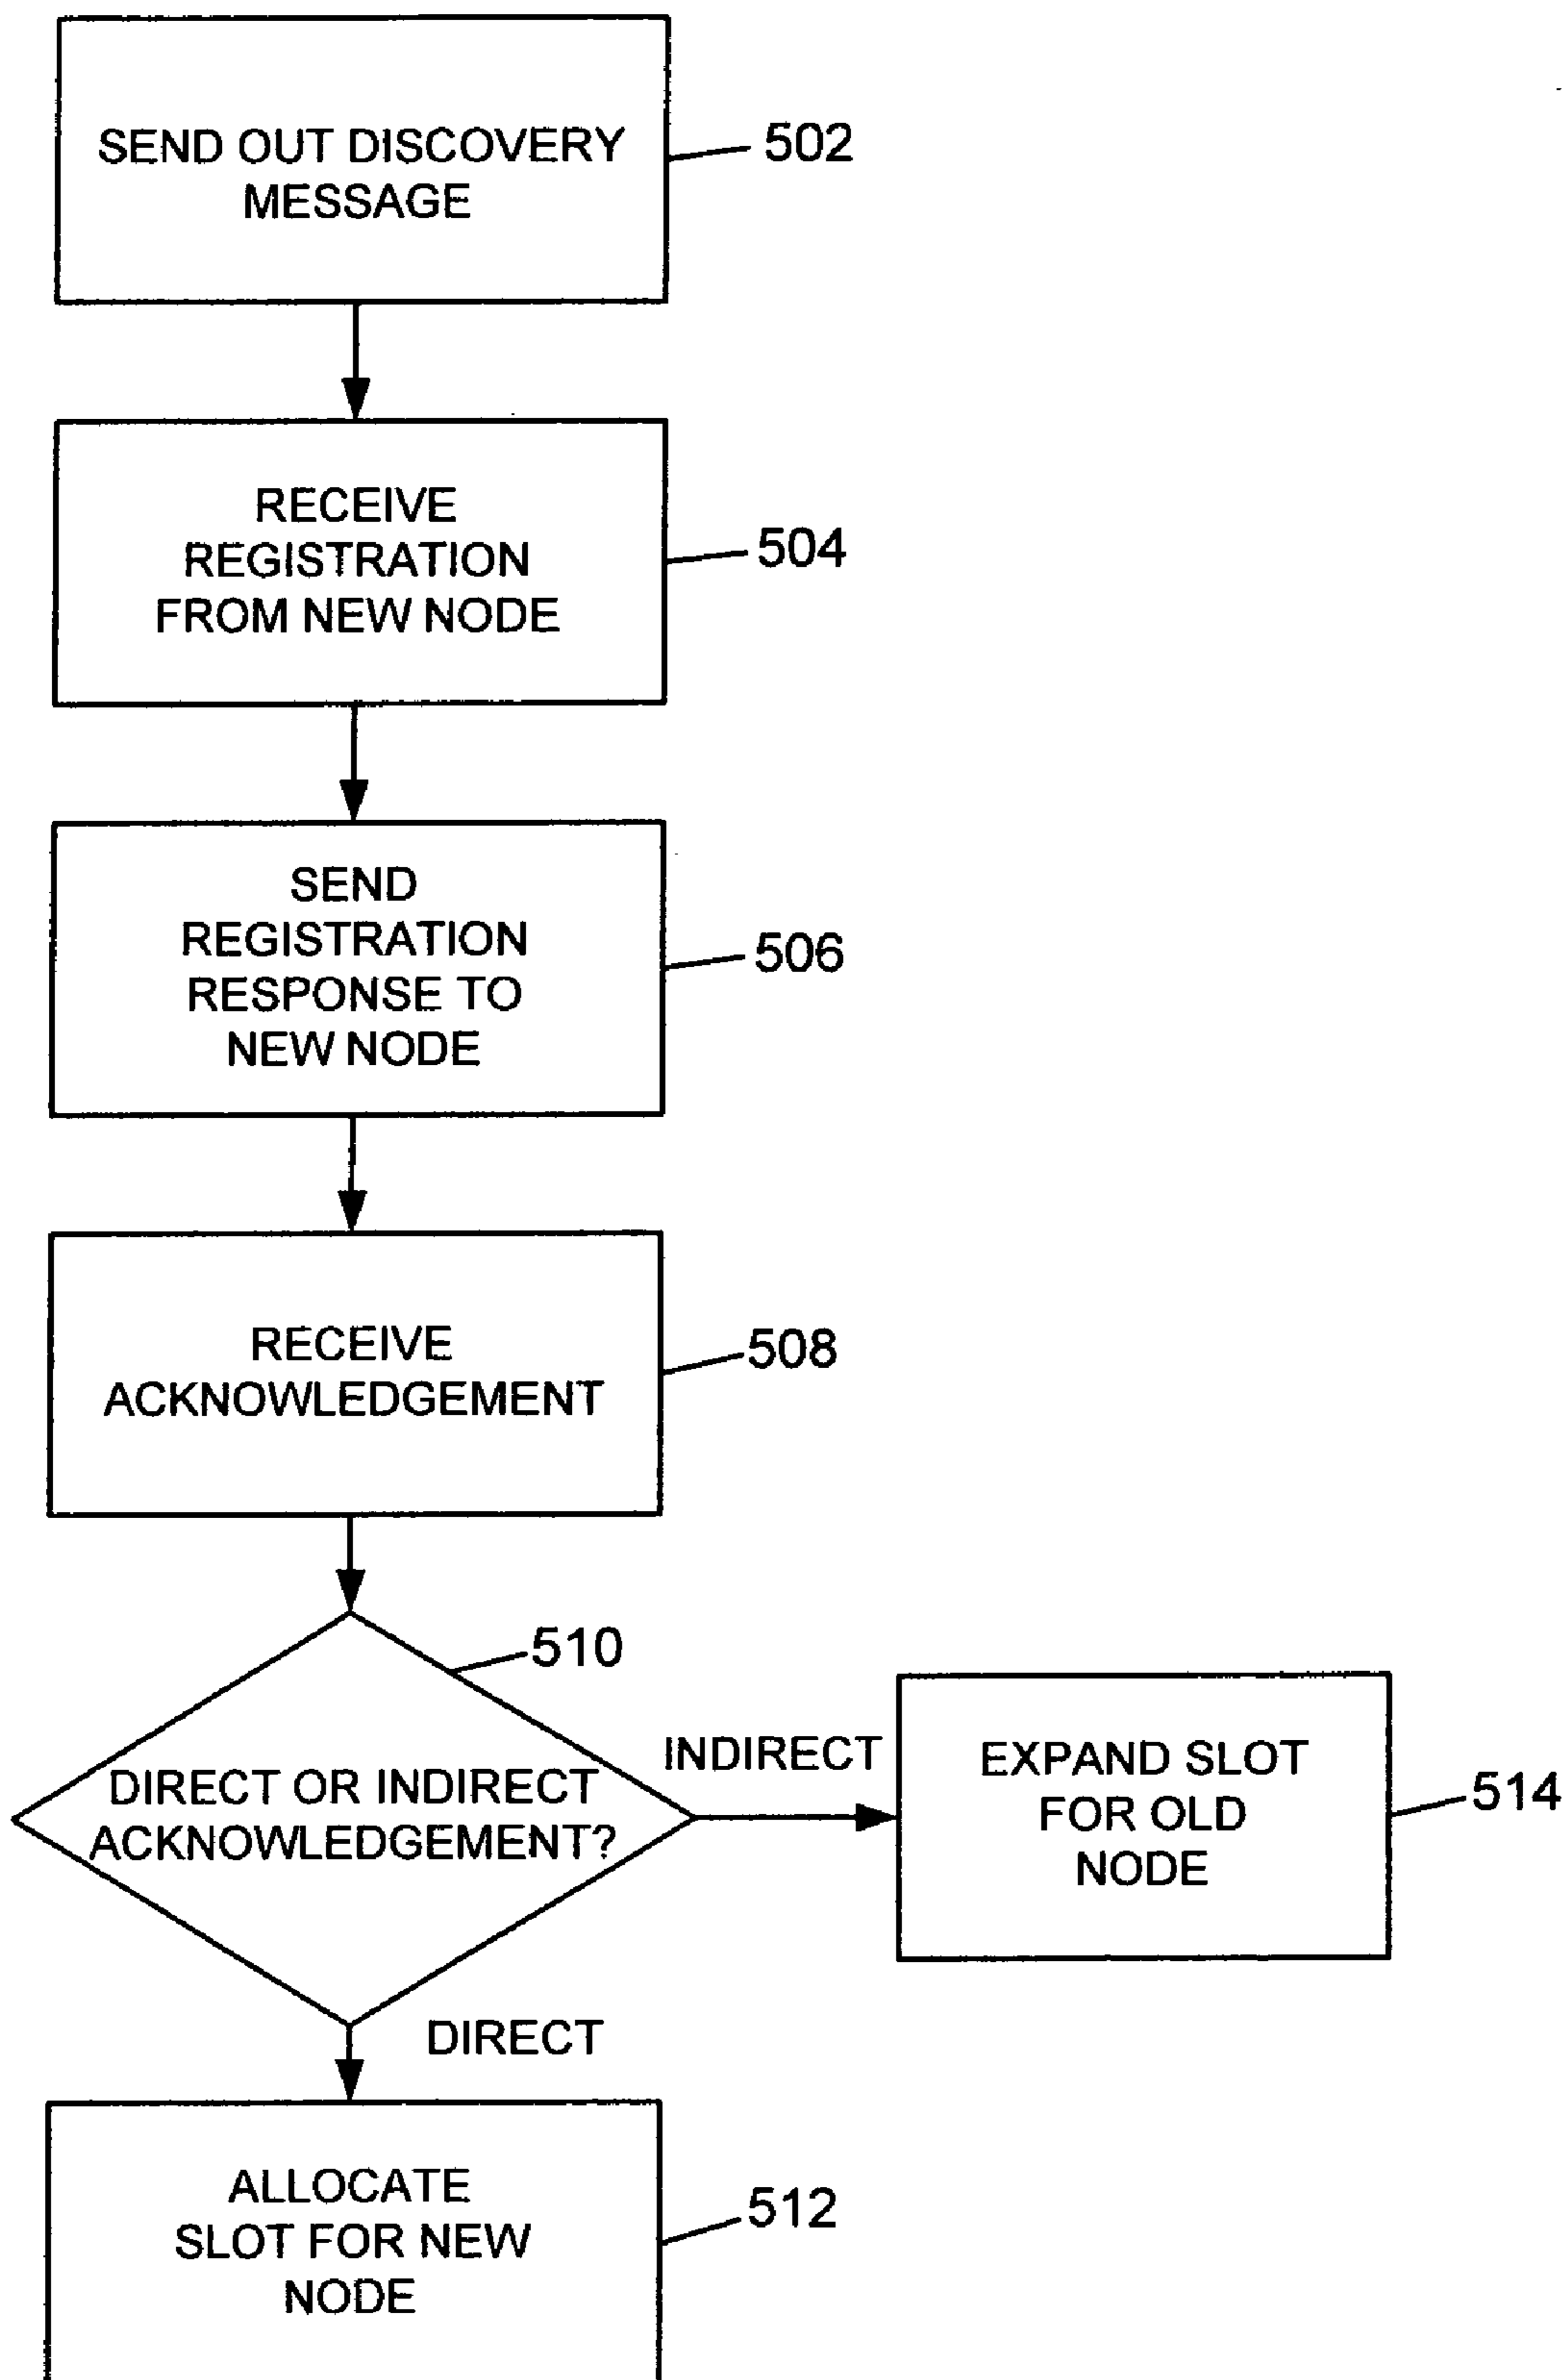 SEND OUT DISCOVERY
MESSAGE
502
RECEIVE
REGISTRATION
FROM NEW NODE
504
SEND
REGISTRATION
RESPONSE TO
NEW NODE
506
RECEIVE
ACKNOWLEDGEMENT
508
510
DIRECT OR INDIRECT
ACKNOWLEDGEMENT?
INDIRECT
EXPAND SLOT
FOR OLD
NODE
514
DIRECT
ALLOCATE
SLOT FOR NEW
NODE
512